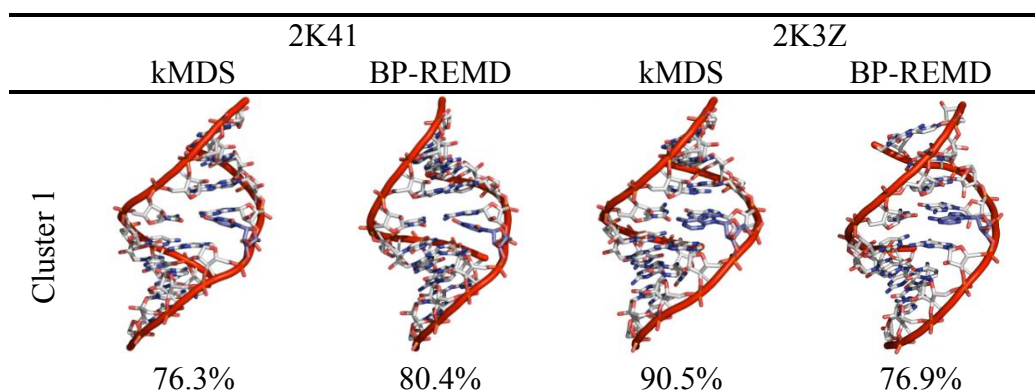 2K41 2K3Z
kMDS BP-REMD kMDS BP-REMD
Cluster 1
76.3% 80.4% 90.5% 76.9%